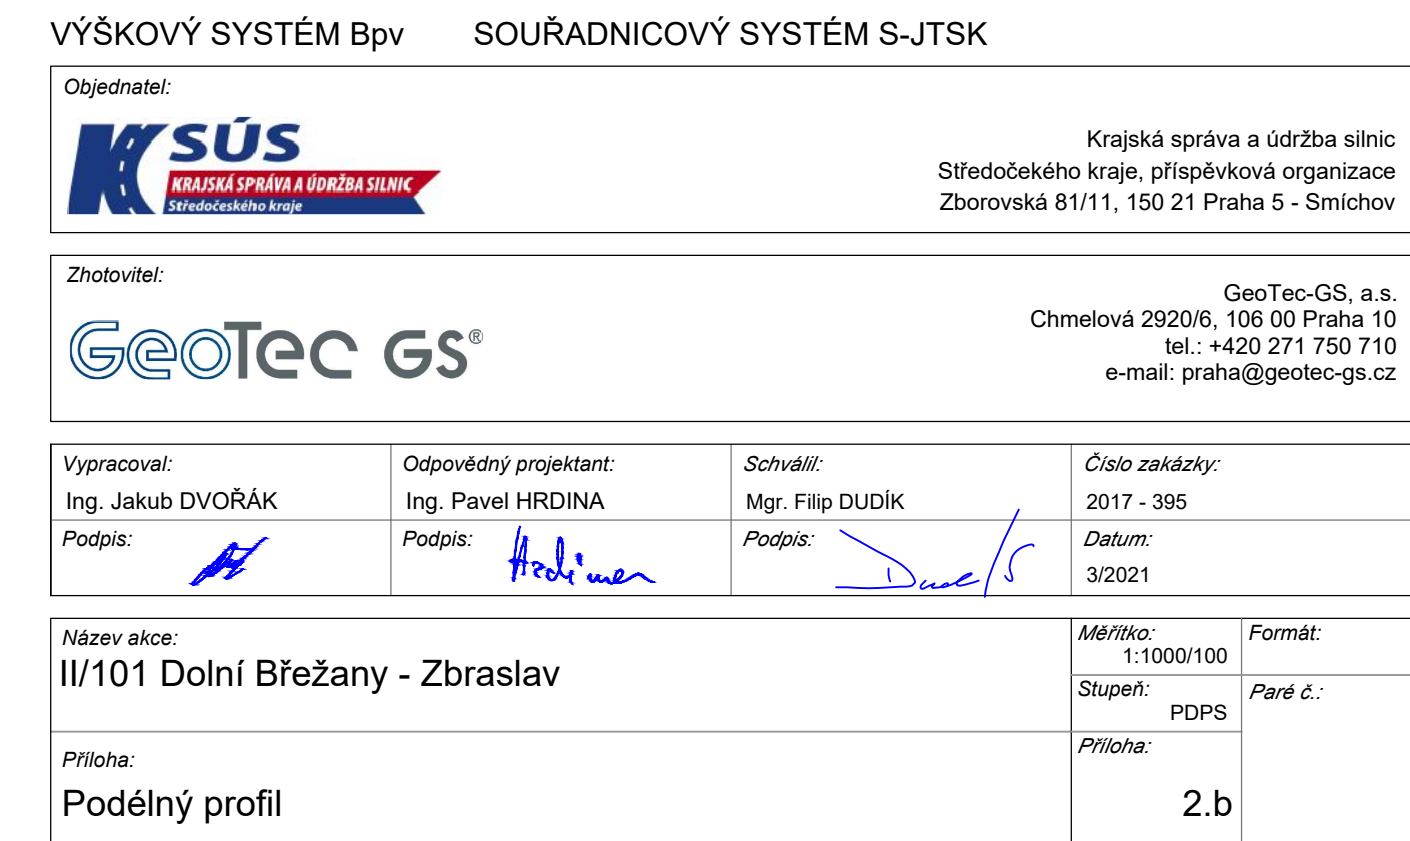 VÝŠKOVÝ SYSTÉM Bpv SOUŘADNICOVÝ SYSTÉM S-JTSK
Objednatel:
KSÚS
KRAJSKÁ SPRÁVA A ÚDRŽBA SILNIC
Středočeského kraje
Krajská správa a údržba silnic
Středočekého kraje, příspěvková organizace
Zborovská 81/11, 150 21 Praha 5 - Smíchov
Zhotovitel:
GeoTec GS®
GeoTec-GS, a.s.
Chmelová 2920/6, 106 00 Praha 10
tel.: +420 271 750 710
e-mail: praha@geotec-gs.cz
Vypracoval:
Ing. Jakub DVOŘÁK
Odpovědný projektant:
Ing. Pavel HRDINA
Schválil:
Mgr. Filip DUDÍK
Číslo zakázky:
2017 - 395
Podpis:
Podpis:
Podpis:
Datum:
3/2021
Název akce:
II/101 Dolní Břežany - Zbraslav
Měřítko:
1:1000/100
Formát:
Stupeň:
PDPS
Paré č.:
Příloha:
Podélný profil
Příloha:
2.b